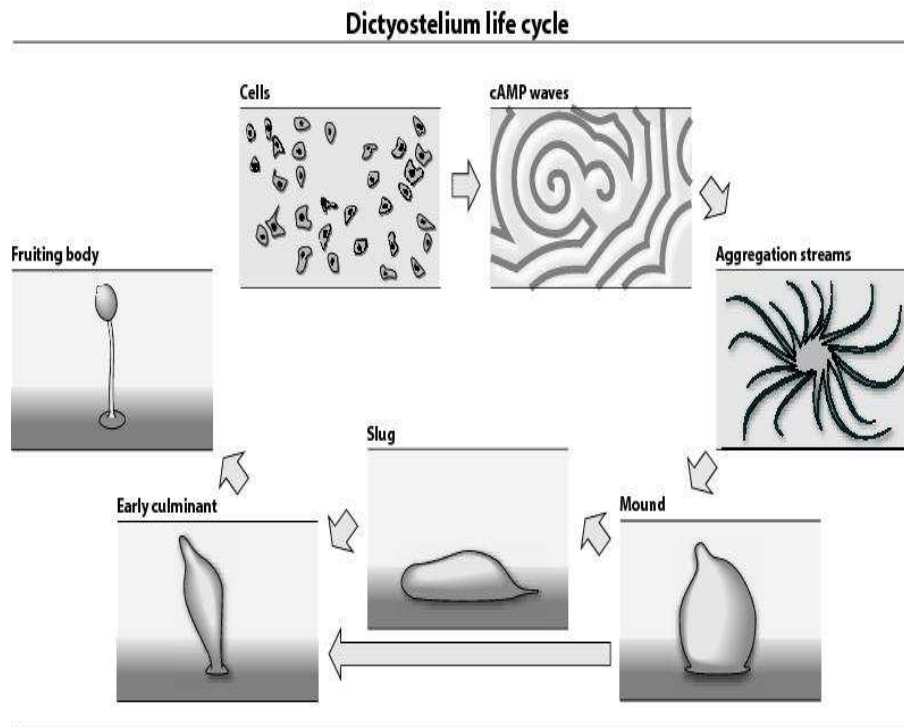 Dictyostelium life cycle
Cells
cAMP waves
Fruiting body
Aggregation streams
Slug
Early culminant
Mound